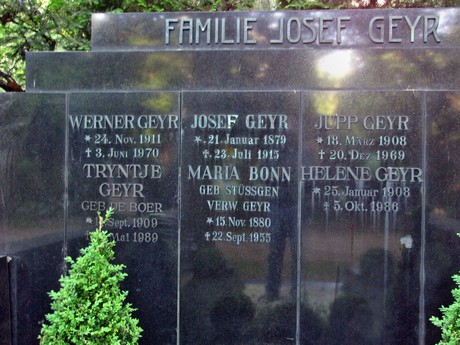 FAMILIE JOSEF GEYR
WERNER GEYR
* 24. Nov. 1911
† 3. Juni 1970
TRYNTJE
GEYR
GEB. DE BOER
Sept. 1909
Mai 1989
JOSEF GEYR
* 21. Januar 1879
† 23. Juli 1915
MARIA BONN
GEB STÜSSGEN
VERW. GEYR
* 15. Nov. 1880
† 22. Sept. 1955
JUPP GEYR
* 18. März 1908
† 20. Dez 1969
HELENE GEYR
* 25. Januar 1908
† 5. Okt. 1986